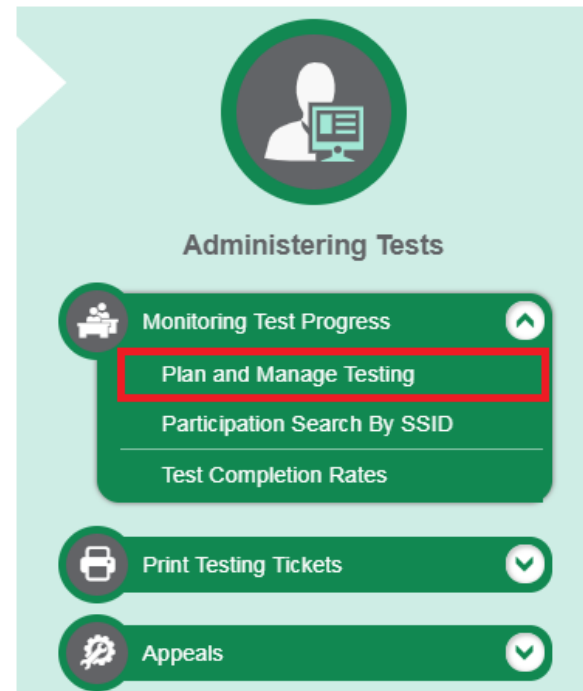 Administering Tests
Monitoring Test Progress
Plan and Manage Testing
Participation Search By SSID
Test Completion Rates
Print Testing Tickets
Appeals